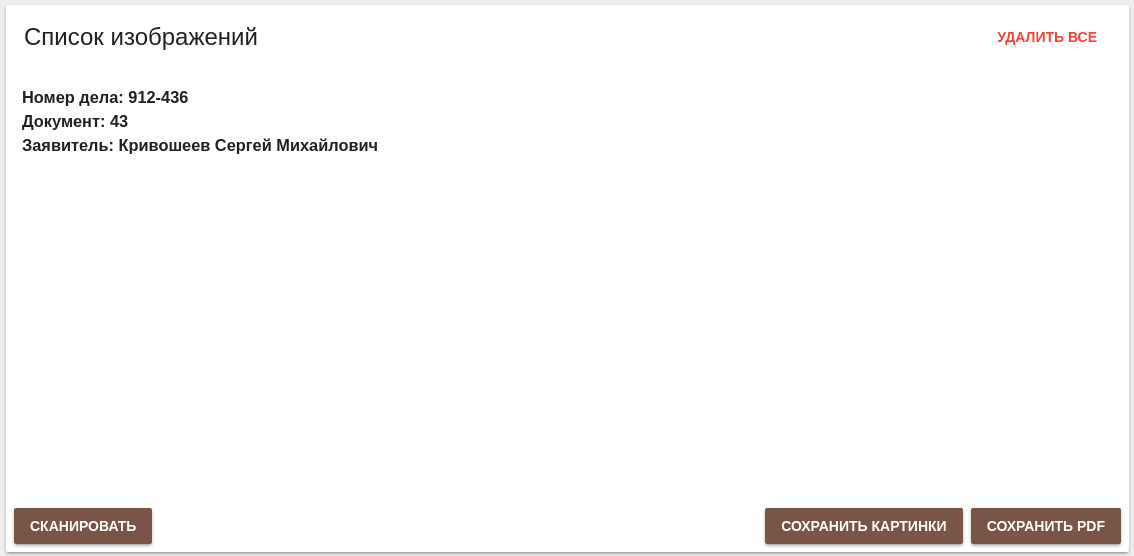 Список изображений
УДАЛИТЬ ВСЕ
Номер дела: 912-436
Документ: 43
Заявитель: Кривошеев Сергей Михайлович
СКАНИРОВАТЬ
СОХРАНИТЬ КАРТИНКИ
СОХРАНИТЬ PDF